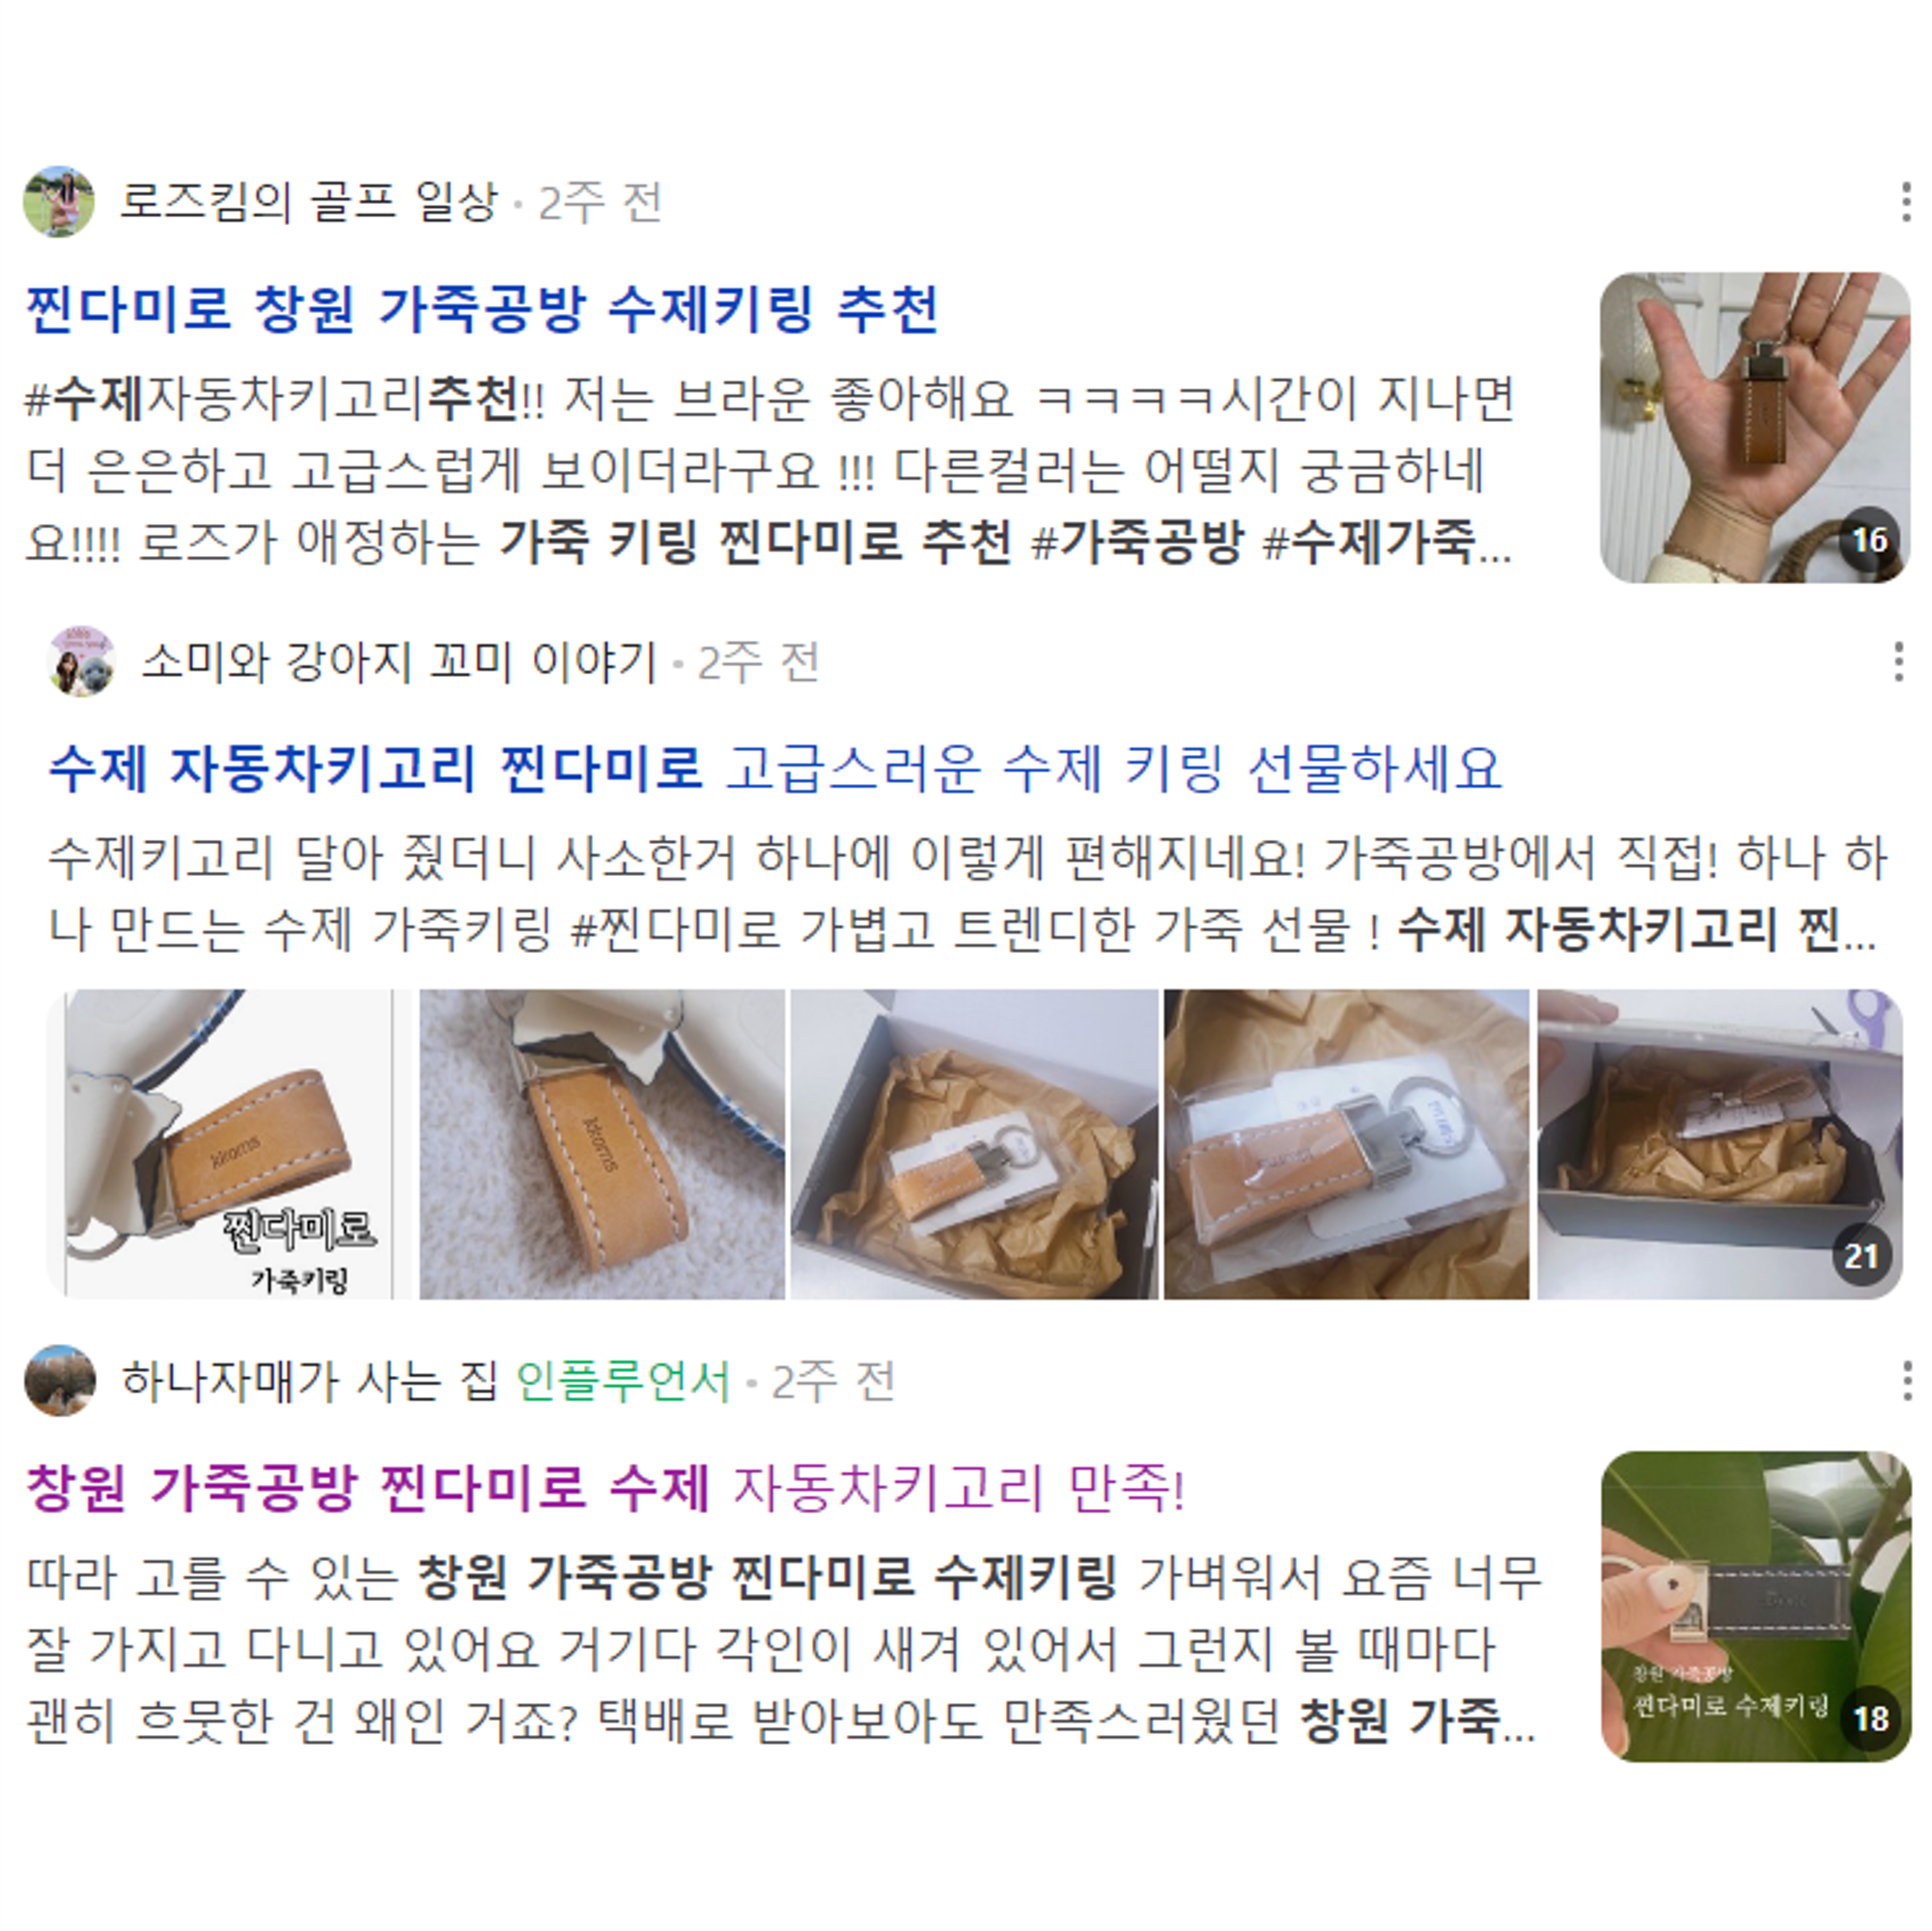 로즈킴의 골프 일상 · 2주 전
찐다미로 창원 가죽공방 수제키링 추천
#수제자동차키고리추천!! 저는 브라운 좋아해요 ㅋㅋㅋㅋ시간이 지나면
더 은은하고 고급스럽게 보이더라구요 !!! 다른컬러는 어떨지 궁금하네
요!!!! 로즈가 애정하는 가죽 키링 찐다미로 추천 #가죽공방 #수제가죽...
16
소미와 강아지 꼬미 이야기 · 2주 전
수제 자동차키고리 찐다미로 고급스러운 수제 키링 선물하세요
수제키고리 달아 줬더니 사소한거 하나에 이렇게 편해지네요! 가죽공방에서 직접! 하나 하
나 만드는 수제 가죽키링 #찐다미로 가볍고 트렌디한 가죽 선물 ! 수제 자동차키고리 찐...
kkoms
찐다미로
가죽키링
kkoms
21
하나자매가 사는 집 인플루언서 · 2주 전
창원 가죽공방 찐다미로 수제 자동차키고리 만족!
따라 고를 수 있는 창원 가죽공방 찐다미로 수제키링 가벼워서 요즘 너무
잘 가지고 다니고 있어요 거기다 각인이 새겨 있어서 그런지 볼 때마다
괜히 흐뭇한 건 왜인 거죠? 택배로 받아보아도 만족스러웠던 창원 가죽...
창원 가죽공방
찐다미로 수제키링
18